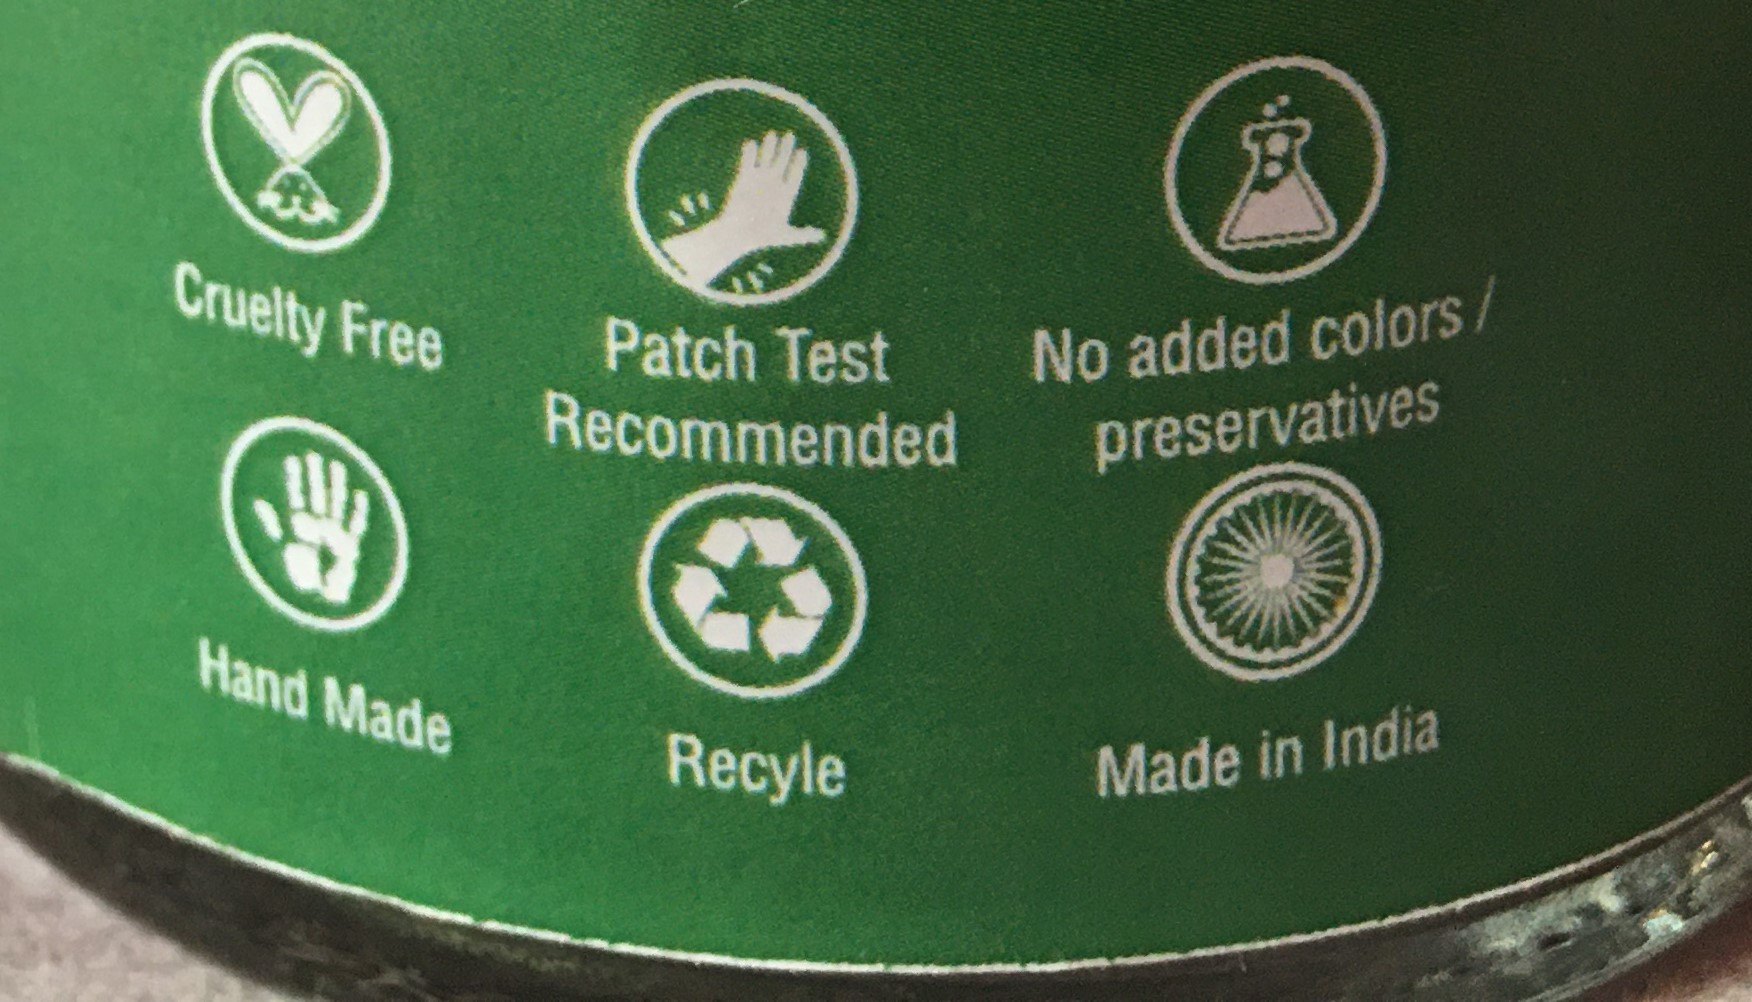 Cruelty Free
Patch Test
Recommended
No added colors /
preservatives
Hand Made
Recyle
Made in India